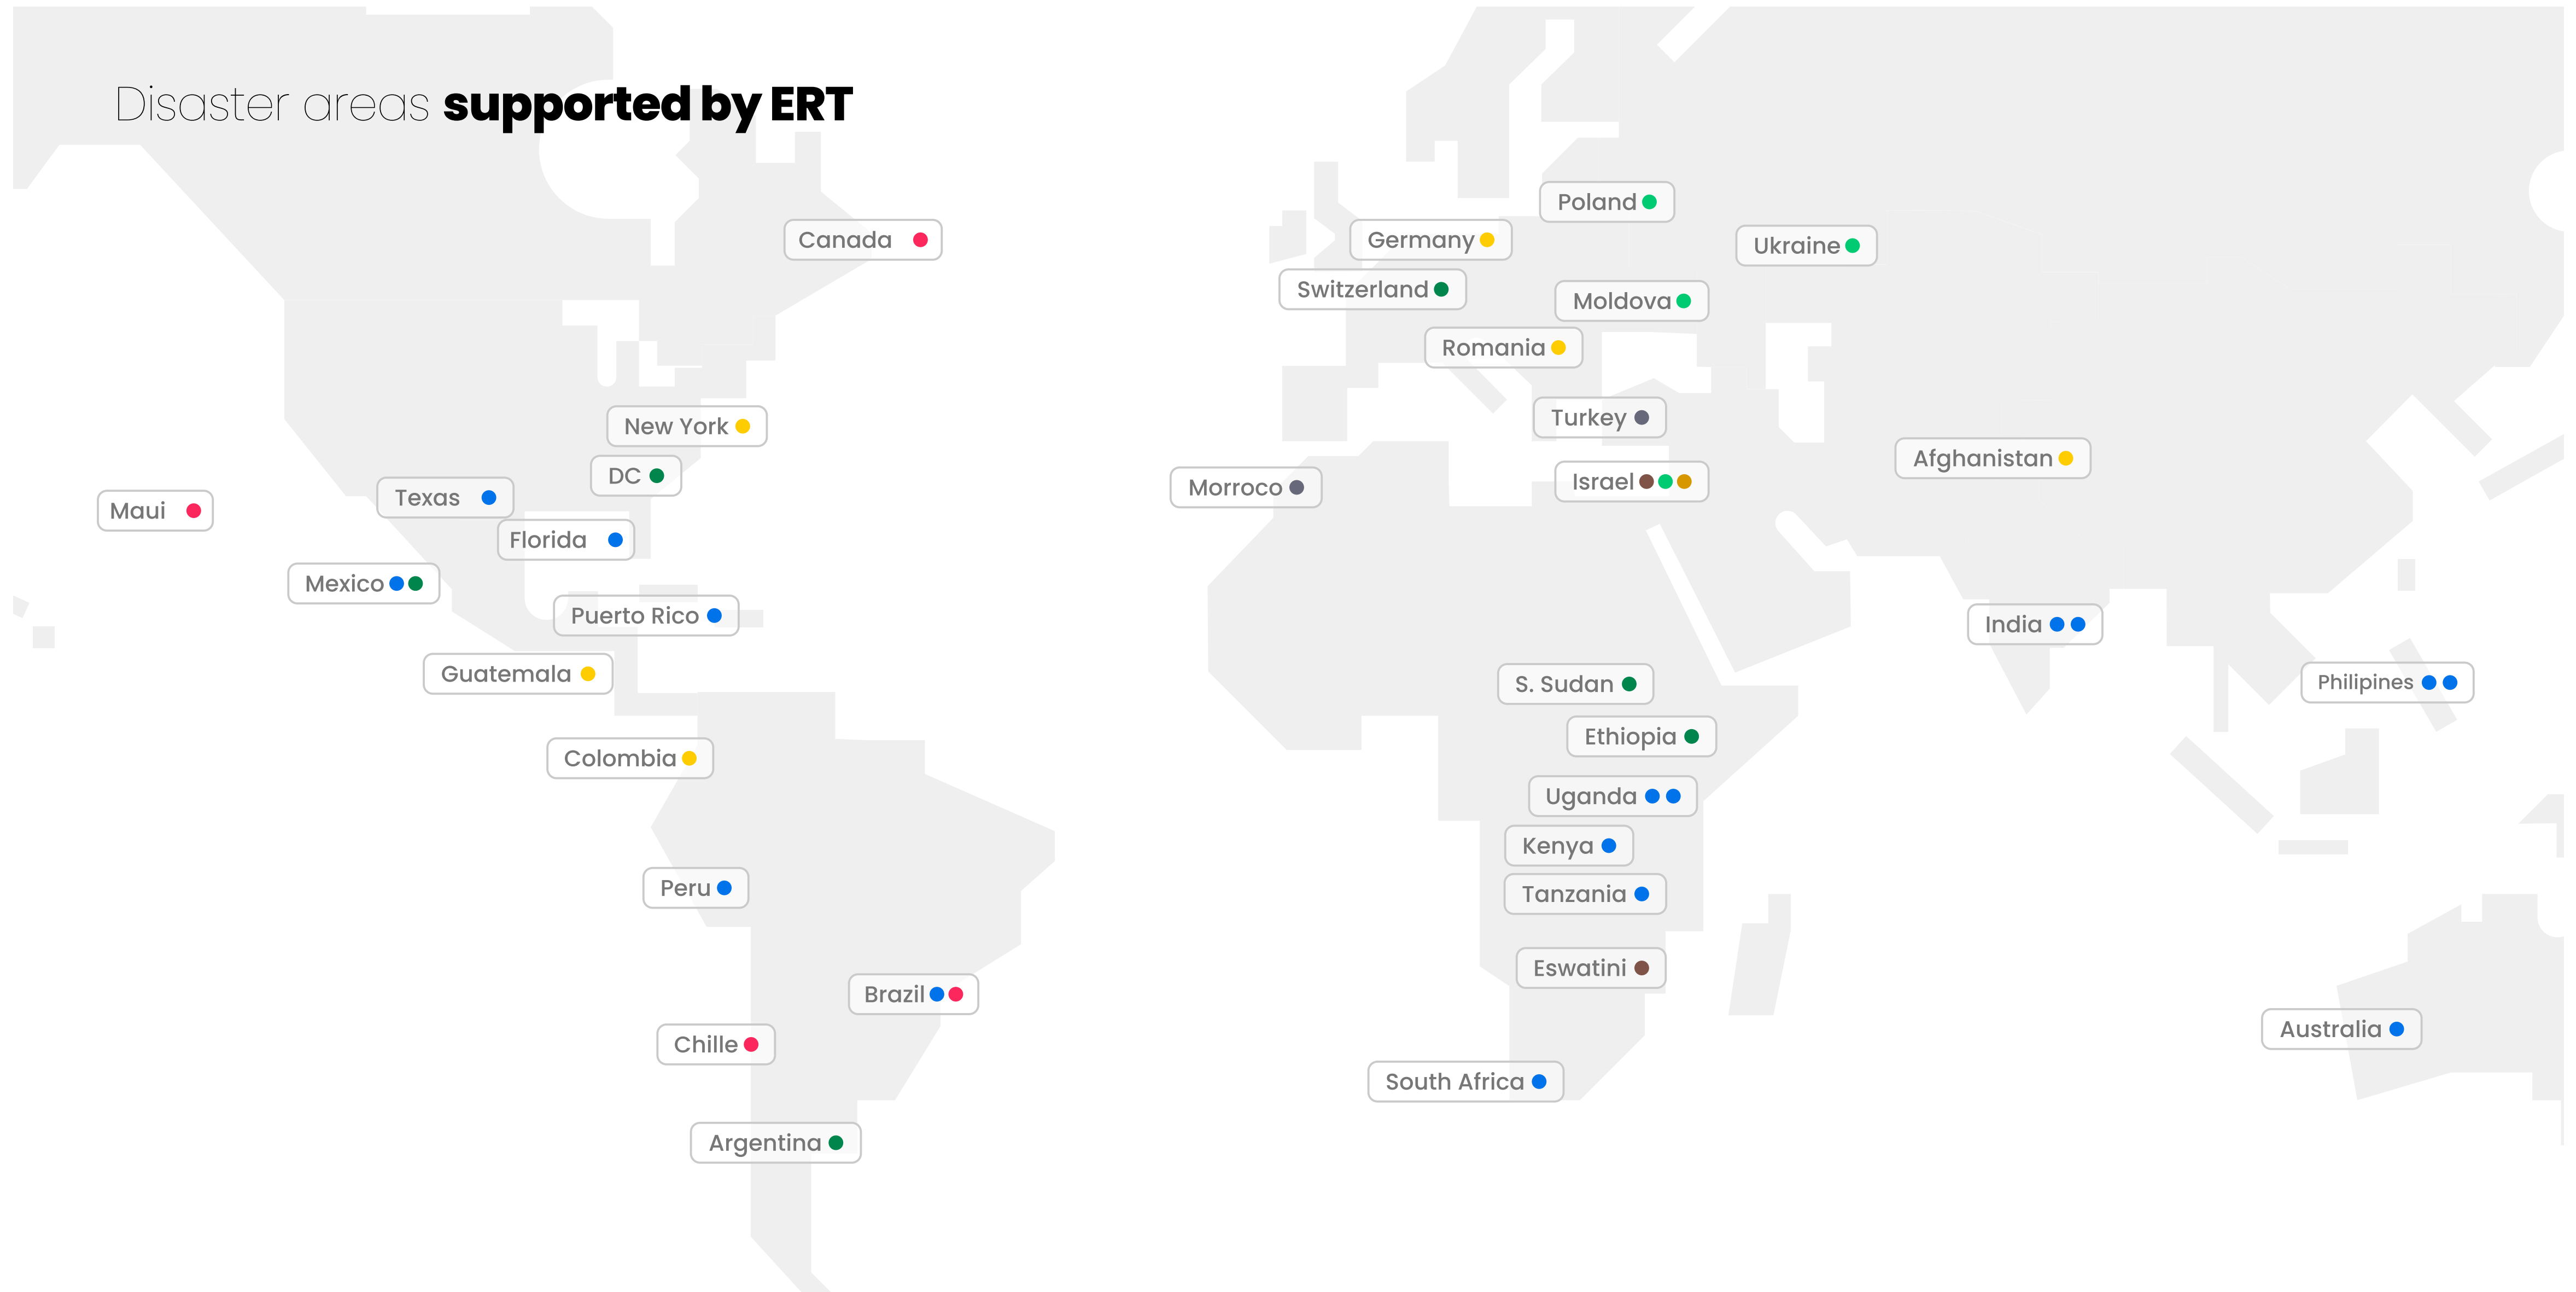 Disaster areas supported by ERT
Poland
Canada
Germany
Ukraine
Switzerland
Moldova
Romania
Turkey
New York
Afghanistan
DC
Israel
Morroco
Texas
Maui
Florida
Mexico
Puerto Rico
India
Guatemala
Philipines
S. Sudan
Ethiopia
Colombia
Uganda
Kenya
Peru
Tanzania
Eswatini
Brazil
Australia
Chille
South Africa
Argentina